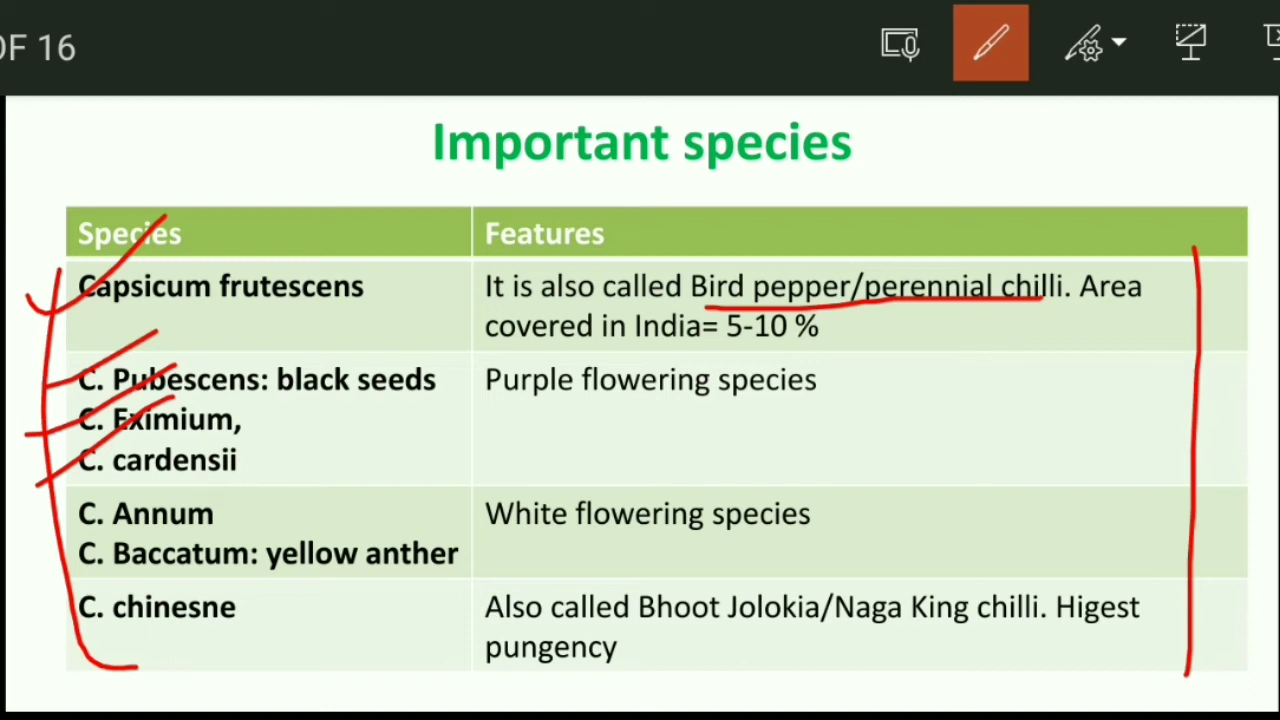 OF 16
Important species
Species
Features
Capsicum frutescens
It is also called Bird pepper/perennial chilli. Area
covered in India= 5-10 %
C. Pubescens: black seeds
C. Eximium,
C. cardensii
Purple flowering species
C. Annum
C. Baccatum: yellow anther
White flowering species
C. chinesne
Also called Bhoot Jolokia/Naga King chilli. Higest
pungency